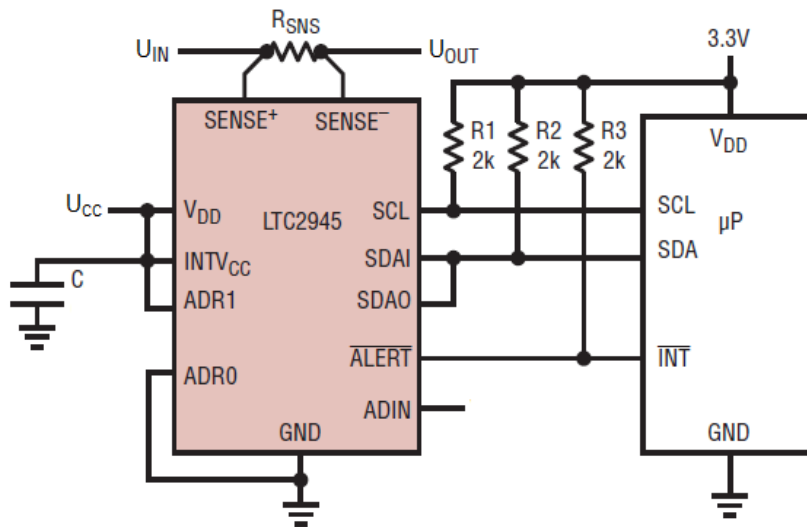 RSNS
UIN
UOUT
3.3V
SENSE+
SENSE–
R1
2k
R2
2k
R3
2k
VDD
UCC
VDD
LTC2945
SCL
SCL
µP
INTVCC
SDAI
SDA
C
ADR1
SDAO
ALERT
INT
ADR0
ADIN
GND
GND